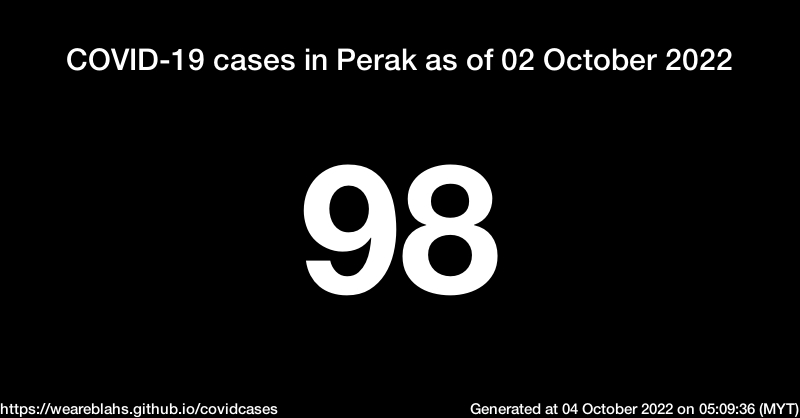 COVID-19 cases in Perak as of 02 October 2022
98
https://weareblahs.github.io/covidcases
Generated at 04 October 2022 on 05:09:36 (MYT)